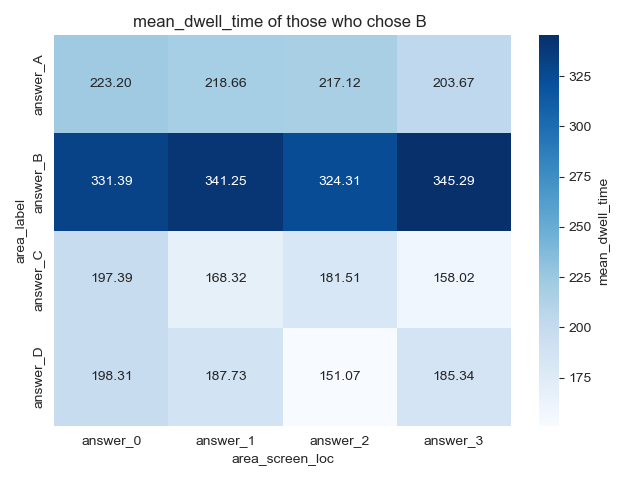 mean_dwell_time of those who chose B
area_label
answer_A
223.20 218.66 217.12 203.67
answer_B
331.39 341.25 324.31 345.29
answer_C
197.39 168.32 181.51 158.02
answer_D
198.31 187.73 151.07 185.34
answer_0 answer_1 answer_2 answer_3
area_screen_loc
325
300
275
250
225
200
175
mean_dwell_time